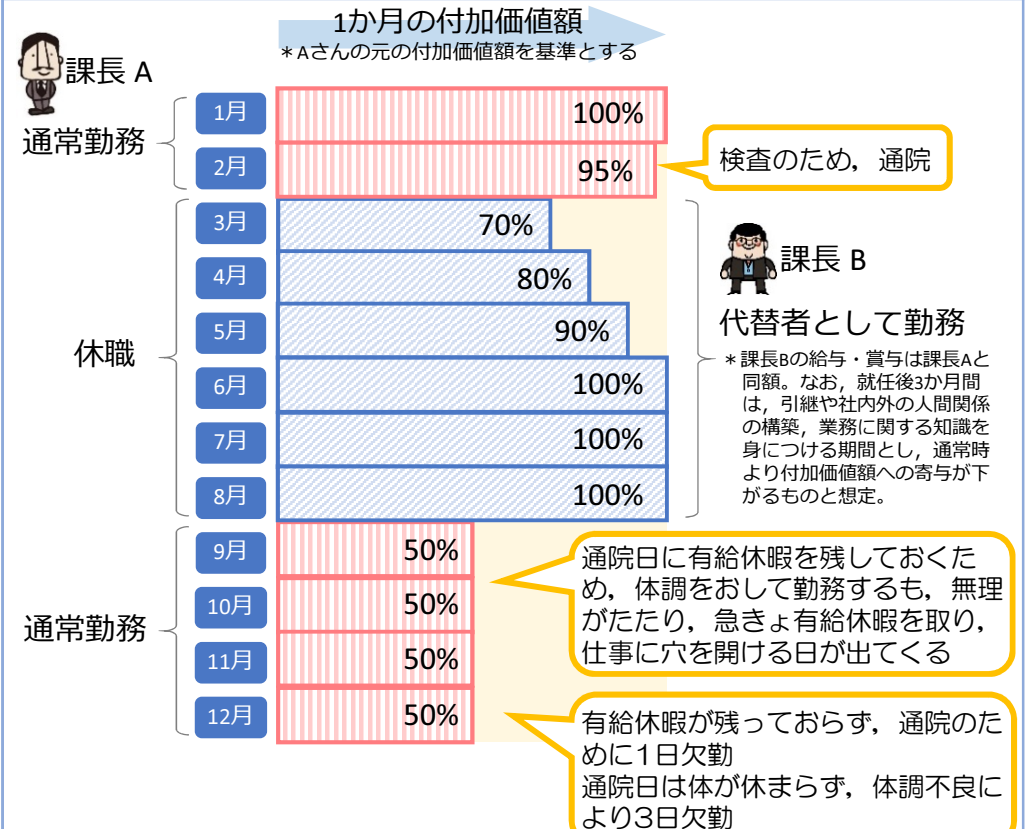 1か月の付加価値額
＊Aさんの元の付加価値額を基準とする
課長 A
通常勤務
1月
100%
2月
95%
検査のため，通院
休職
3月
70%
4月
80%
5月
90%
6月
100%
7月
100%
8月
100%
課長 B
代替者として勤務
＊課長Bの給与・賞与は課長Aと
同額。なお，就任後3か月間
は，引継や社内外の人間関係
の構築，業務に関する知識を
身につける期間とし，通常時
より付加価値額への寄与が下
がるものと想定。
通常勤務
9月
50%
10月
50%
11月
50%
12月
50%
通院日に有給休暇を残しておくた
め，体調をおして勤務するも，無理
がたたり，急きょ有給休暇を取り，
仕事に穴を開ける日が出てくる
有給休暇が残っておらず，通院のた
めに1日欠勤
通院日は体が休まらず，体調不良に
より3日欠勤